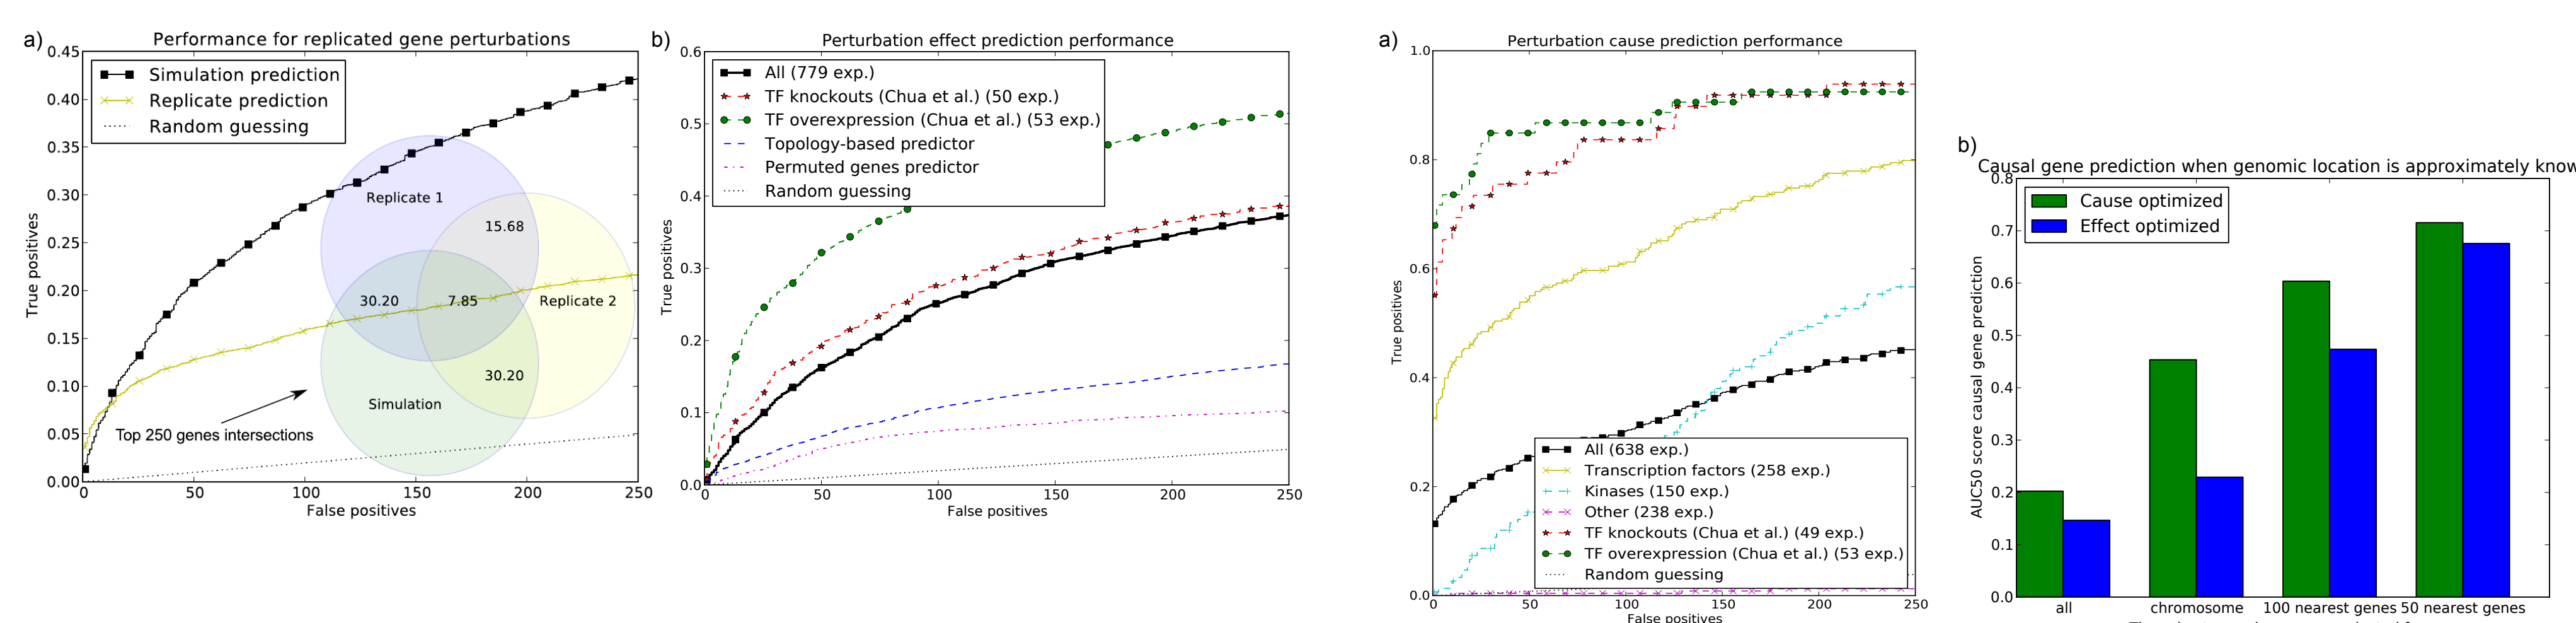 a)
Performance for replicated gene perturbations
0.45
0.40
0.35
0.30
0.25
0.20
0.15
0.10
0.05
0.00
True positives
Simulation prediction
Replicate prediction
Random guessing
Replicate 1
15.68
30.20
7.85
Replicate 2
30.20
Simulation
Top 250 genes intersections
0
50
100
150
200
250
False positives
b)
Perturbation effect prediction performance
0.6
0.5
0.4
0.3
0.2
0.1
0.0
True positives
All (779 exp.)
TF knockouts (Chua et al.) (50 exp.)
TF overexpression (Chua et al.) (53 exp.)
Topology-based predictor
Permuted genes predictor
Random guessing
0
50
100
150
200
250
False positives
a)
Perturbation cause prediction performance
1.0
0.8
0.6
0.4
0.2
0.0
True positives
All (638 exp.)
Transcription factors (258 exp.)
Kinases (150 exp.)
Other (238 exp.)
TF knockouts (Chua et al.) (49 exp.)
TF overexpression (Chua et al.) (53 exp.)
Random guessing
0
50
100
150
200
250
False positives
b)
Causal gene prediction when genomic location is approximately know
0.8
0.7
0.6
0.5
0.4
0.3
0.2
0.1
0.0
AUC50 score causal gene prediction
Cause optimized
Effect optimized
all
chromosome
100 nearest genes
50 nearest genes